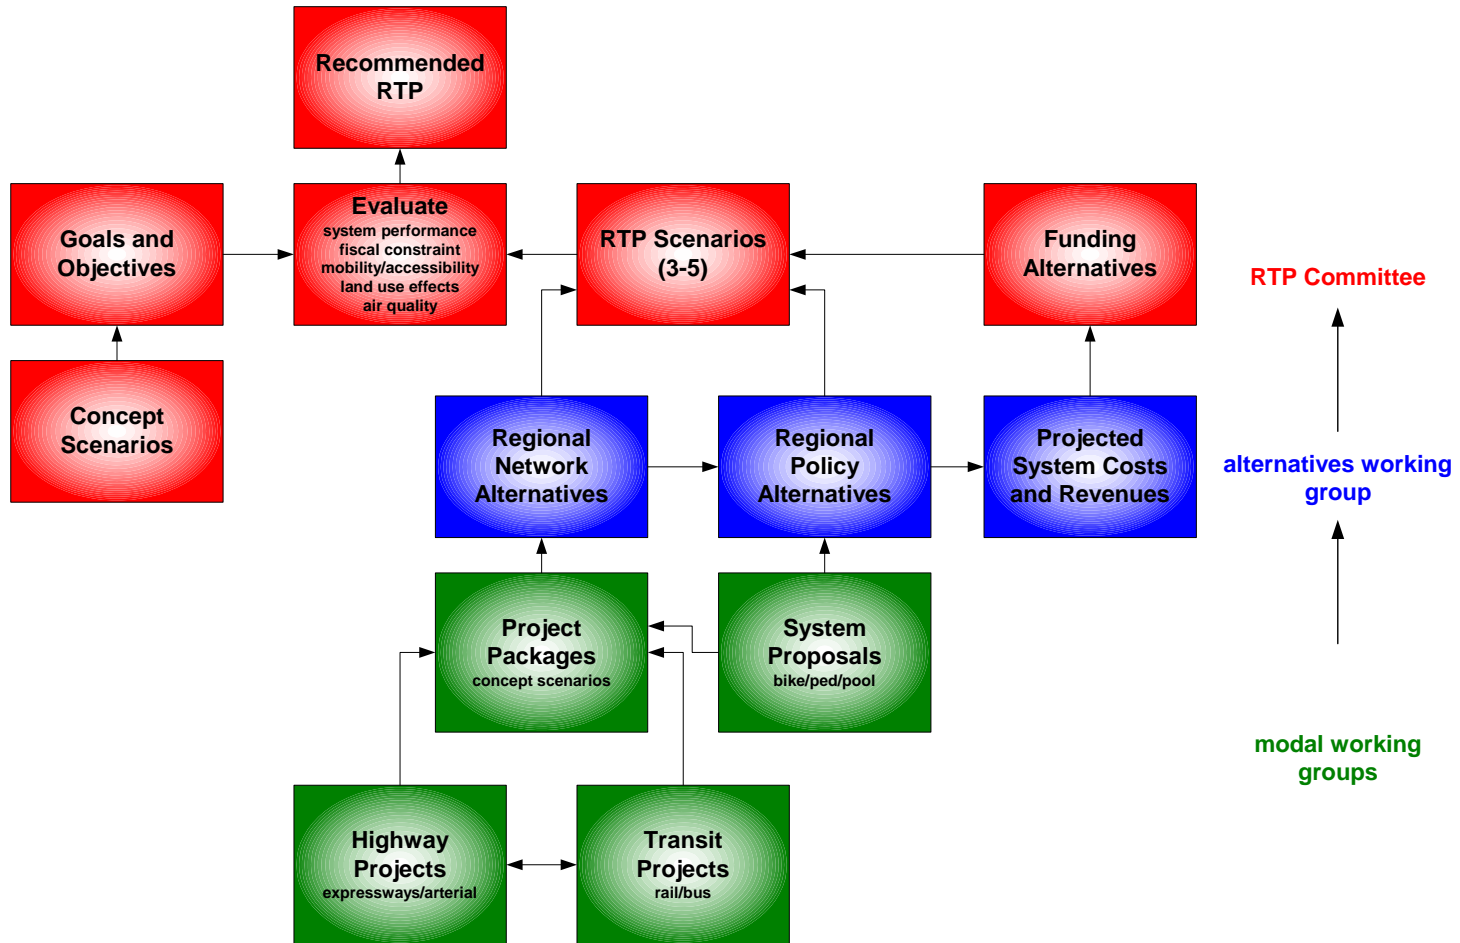 Recommended
RTP
Goals and
Objectives
Evaluate
system performance
fiscal constraint
mobility/accessibility
land use effects
air quality
RTP Scenarios
(3-5)
Funding
Alternatives
RTP Committee
Concept
Scenarios
Regional
Network
Alternatives
Regional
Policy
Alternatives
Projected
System Costs
and Revenues
alternatives working
group
Project
Packages
concept scenarios
System
Proposals
bike/ped/pool
modal working
groups
Highway
Projects
expressways/arterial
Transit
Projects
rail/bus